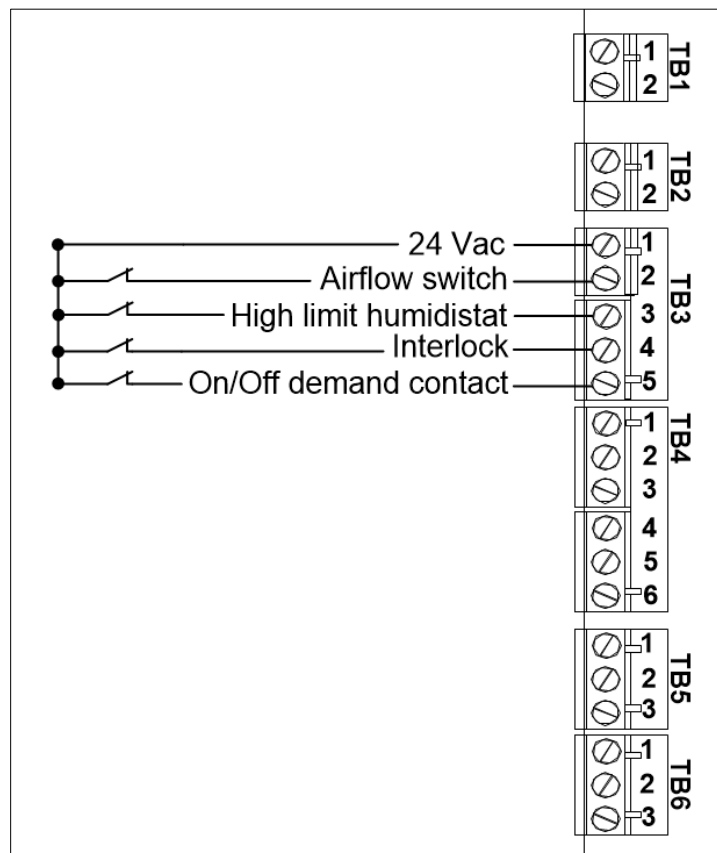 1
2
TB1
1
2
TB2
24 Vac
1
Airflow switch
2
High limit humidistat
3
TB3
Interlock
4
On/Off demand contact
5
1
TB4
2
3
4
5
6
1
2
TB5
3
1
2
TB6
3